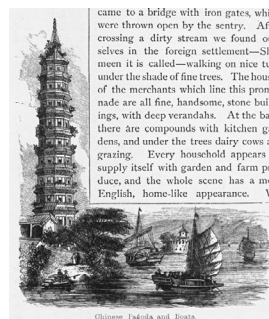 came to a bridge with iron gates, whi
were thrown open by the sentry. Af
crossing a dirty stream we found o
selves in the foreign settlement—S
meen it is called—walking on nice tu
under the shade of fine trees. The hou
of the merchants which line this pro
nade are all fine, handsome, stone bui
ings, with deep verandahs. At the ba
there are compounds with kitchen ga
dens, and under the trees dairy cows a
grazing. Every household appears
supply itself with garden and farm p
duce, and the whole scene has a m
English, home-like appearance.
Chinese Pagoda and Boats.